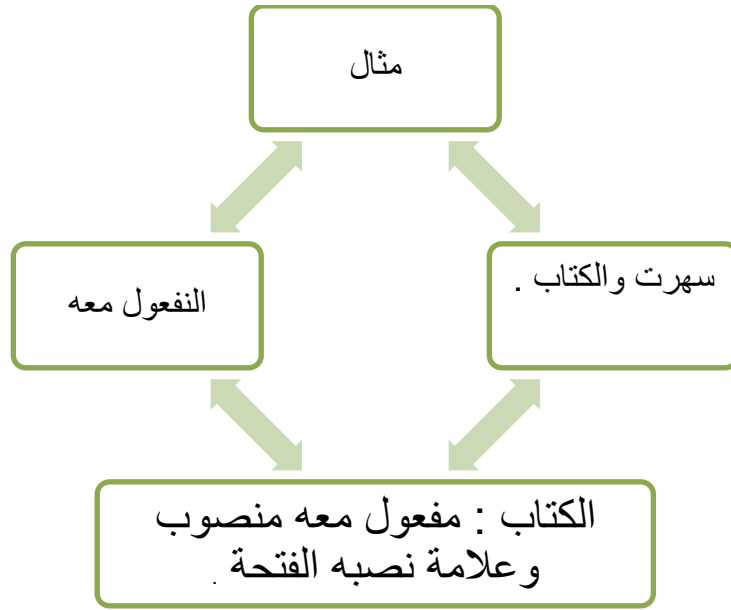 مثال
سهرت والكتاب .
النفعول معه
الكتاب : مفعول معه منصوب
وعلامة نصبه الفتحة .